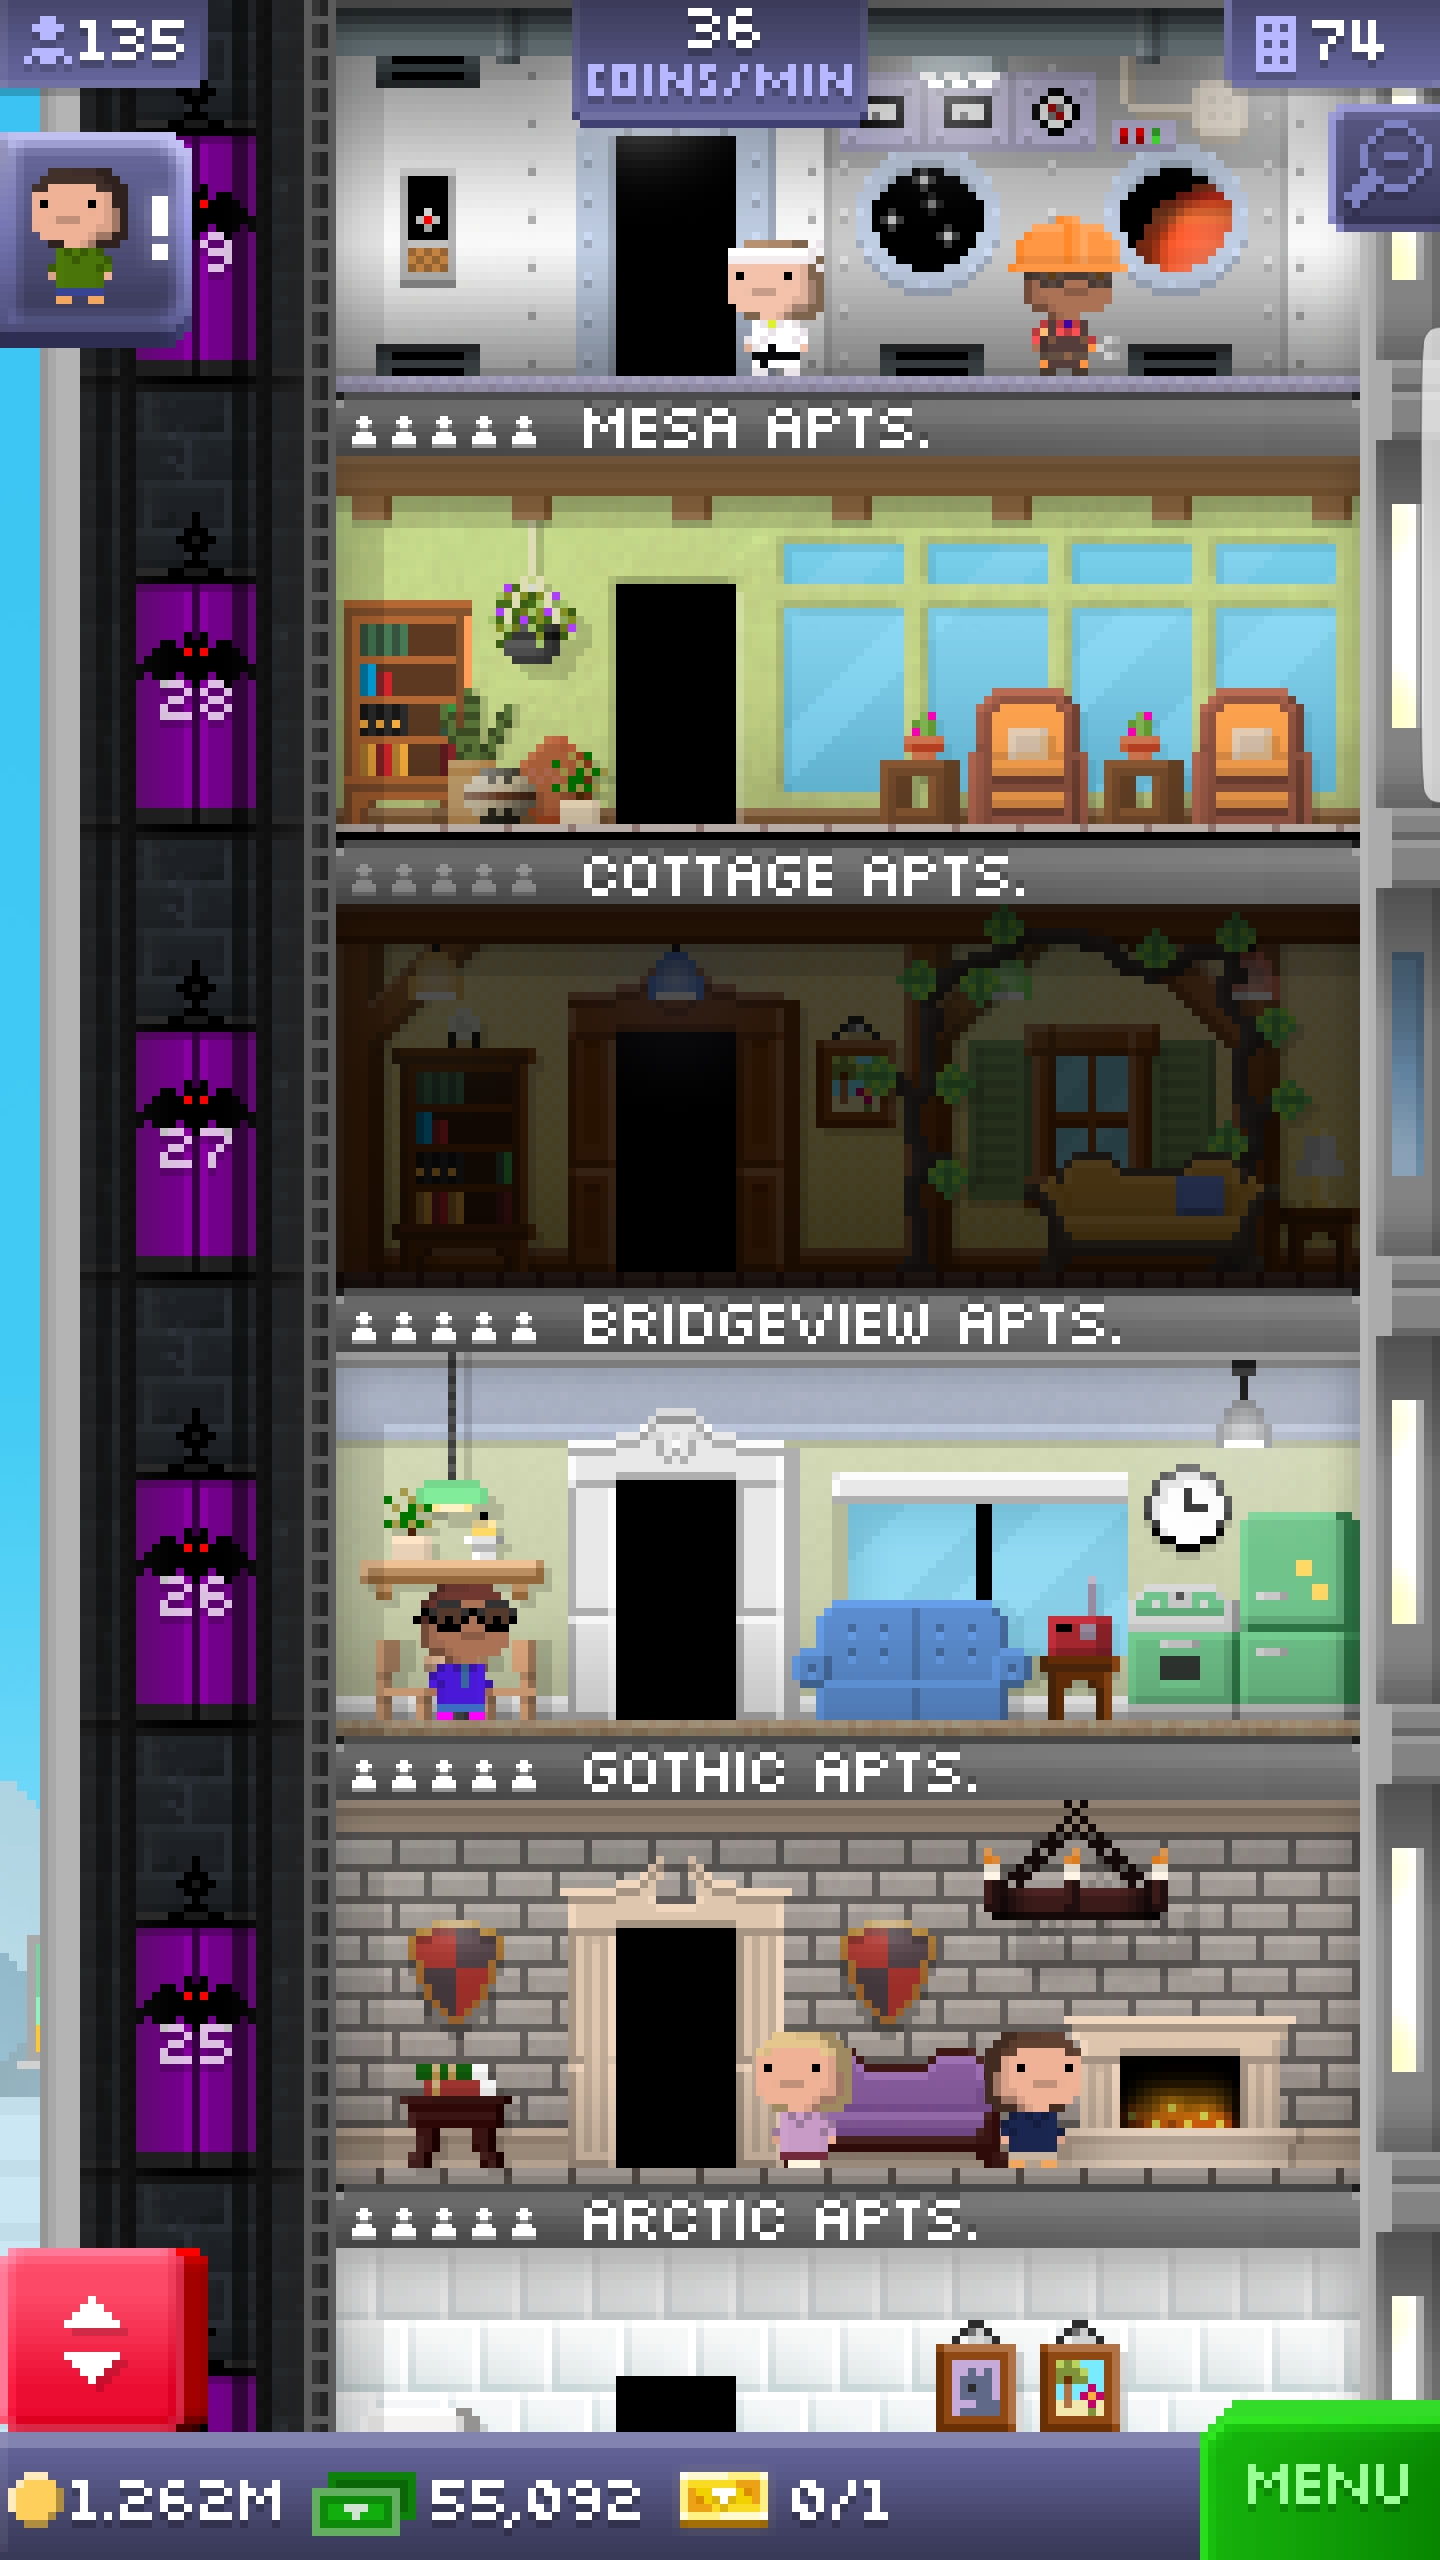 135
36
COINS/MIN
74
!
9
MESA APTS.
28
COTTAGE APTS.
27
BRIDGEVIEW APTS.
26
GOTHIC APTS.
25
ARCTIC APTS.
1.262M 55,092 0/1
MENU